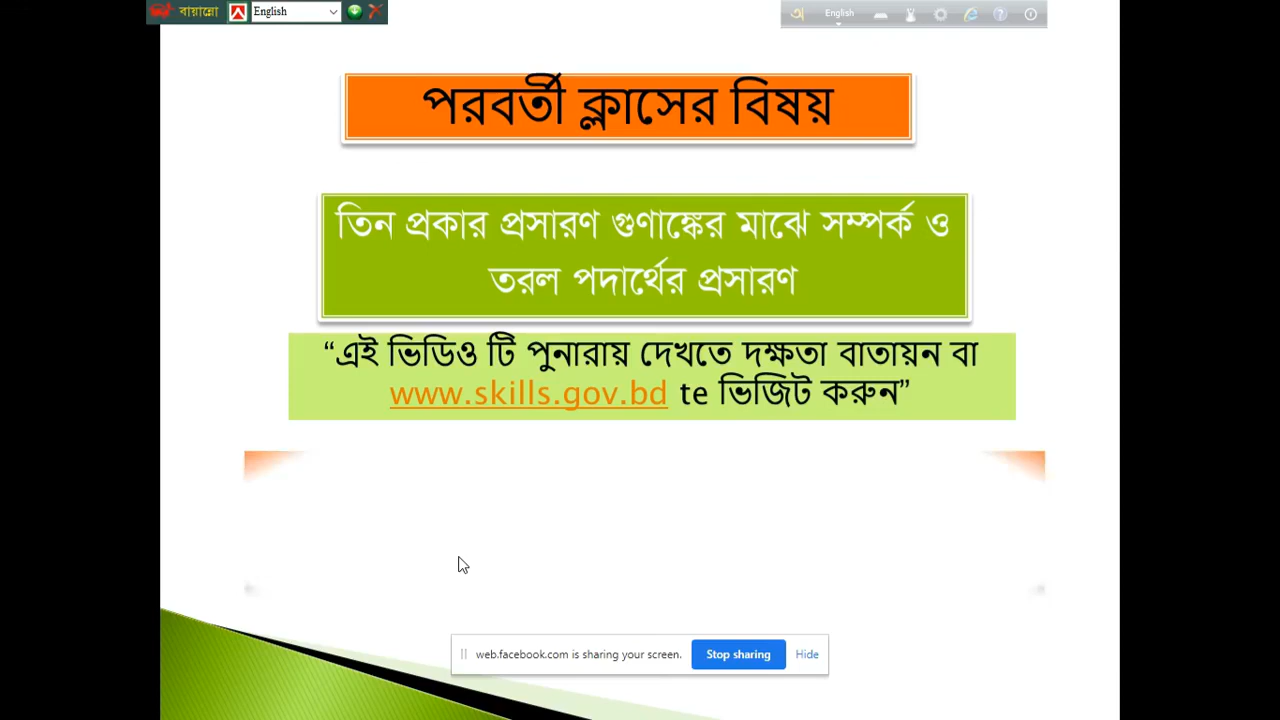 বায়ান্নো English
অ English
পরবর্তী ক্লাসের বিষয়
তিন প্রকার প্রসারণ গুণাঙ্কের মাঝে সম্পর্ক ও
তরল পদার্থের প্রসারণ
“এই ভিডিও টি পুনারায় দেখতে দক্ষতা বাতায়ন বা
www.skills.gov.bd te ভিজিট করুন”
web.facebook.com is sharing your screen. Stop sharing Hide